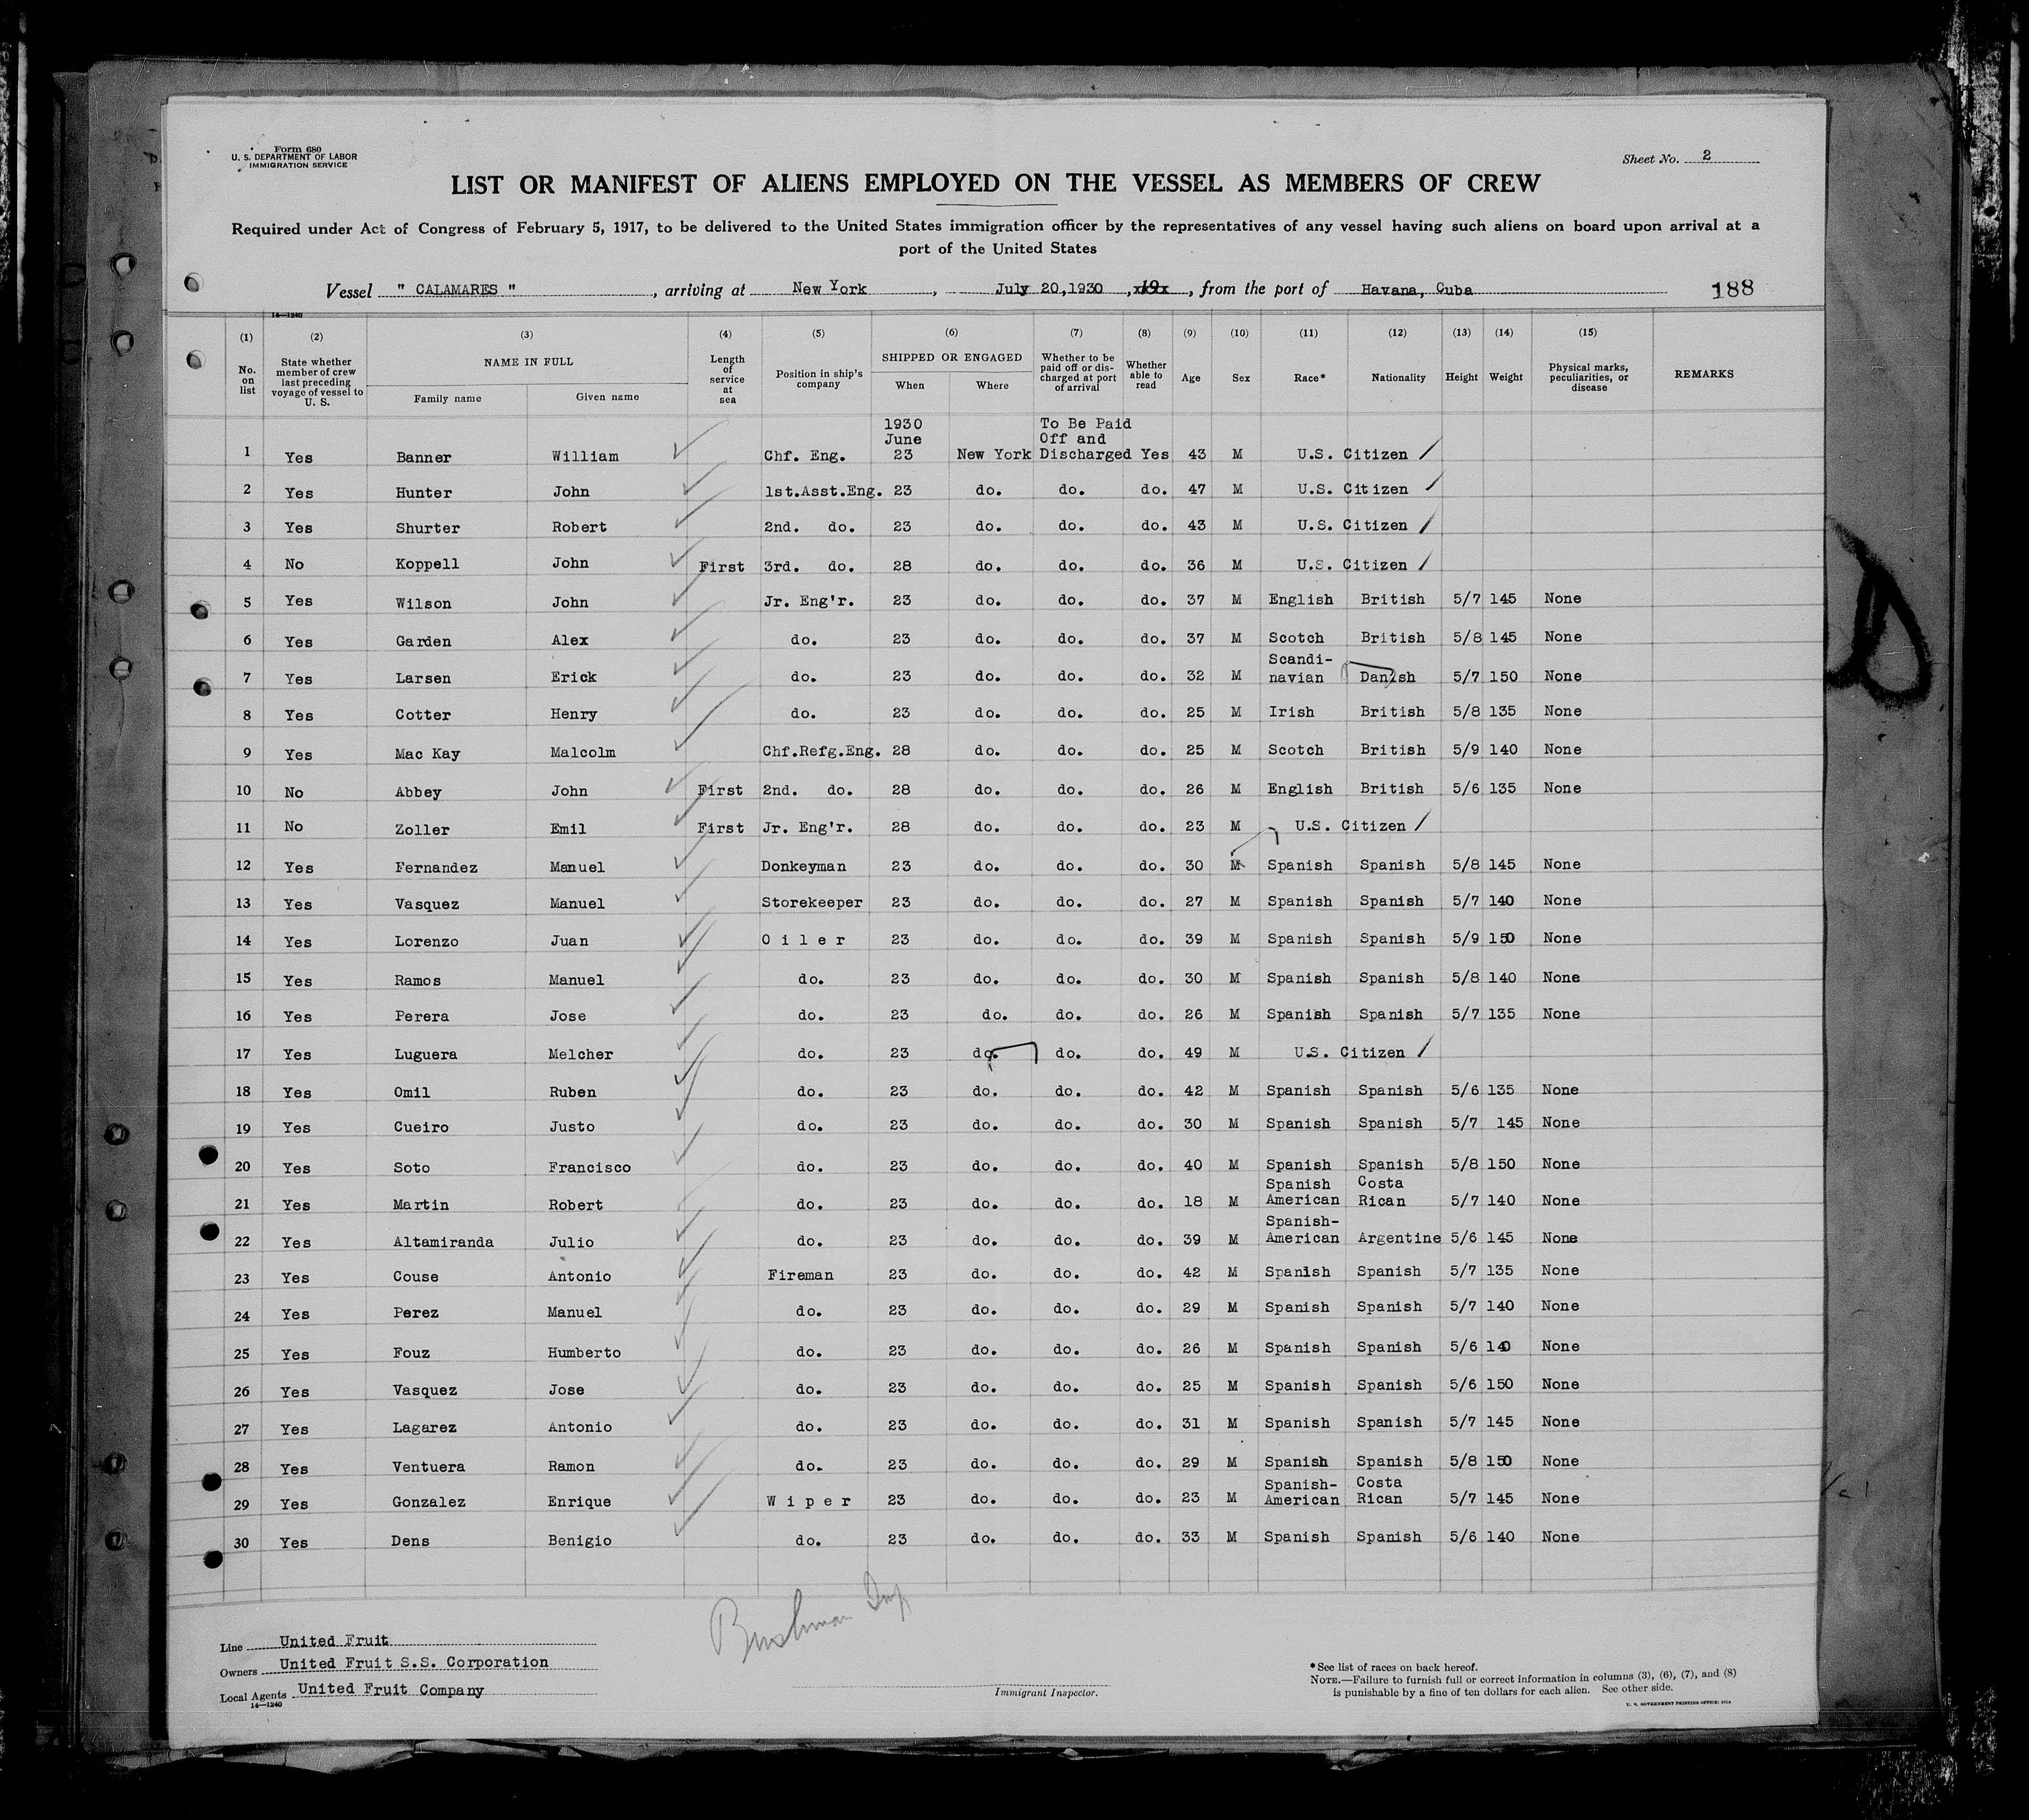 Form 680
U. S. DEPARTMENT OF LABOR
IMMIGRATION SERVICE
Sheet No. 2
LIST OR MANIFEST OF ALIENS EMPLOYED ON THE VESSEL AS MEMBERS OF CREW
Required under Act of Congress of February 5, 1917, to be delivered to the United States immigration officer by the representatives of any vessel having such aliens on board upon arrival at a
port of the United States
Vessel " CALAMARES ", arriving at New York, July 20,1930, x19x, from the port of Havana, Cuba 188
14—1240
(1) (2) (3) (4) (5) (6) (7) (8) (9) (10) (11) (12) (13) (14) (15)
No. on list State whether member of crew last preceding voyage of vessel to U. S. NAME IN FULL Family name Given name Length of service at sea Position in ship's company SHIPPED OR ENGAGED When Where Whether to be paid off or discharged at port of arrival Whether able to read Age Sex Race* Nationality Height Weight Physical marks, peculiarities, or disease REMARKS
1 Yes Banner William Chf. Eng. 1930 June 23 New York To Be Paid Off and Discharged Yes 43 M U.S. Citizen
2 Yes Hunter John 1st.Asst.Eng. 23 do. do. do. 47 M U.S. Citizen
3 Yes Shurter Robert 2nd. do. 23 do. do. do. 43 M U.S. Citizen
4 No Koppell John First 3rd. do. 28 do. do. do. 36 M U.S. Citizen
5 Yes Wilson John Jr. Eng'r. 23 do. do. do. 37 M English British 5/7 145 None
6 Yes Garden Alex do. 23 do. do. do. 37 M Scotch British 5/8 145 None
7 Yes Larsen Erick do. 23 do. do. do. 32 M Scandi-navian Danish 5/7 150 None
8 Yes Cotter Henry do. 23 do. do. do. 25 M Irish British 5/8 135 None
9 Yes Mac Kay Malcolm Chf.Refg.Eng. 28 do. do. do. 25 M Scotch British 5/9 140 None
10 No Abbey John First 2nd. do. 28 do. do. do. 26 M English British 5/6 135 None
11 No Zoller Emil First Jr. Eng'r. 28 do. do. do. 23 M U.S. Citizen
12 Yes Fernandez Manuel Donkeyman 23 do. do. do. 30 M Spanish Spanish 5/8 145 None
13 Yes Vasquez Manuel Storekeeper 23 do. do. do. 27 M Spanish Spanish 5/7 140 None
14 Yes Lorenzo Juan O i l e r 23 do. do. do. 39 M Spanish Spanish 5/9 150 None
15 Yes Ramos Manuel do. 23 do. do. do. 30 M Spanish Spanish 5/8 140 None
16 Yes Perera Jose do. 23 do. do. do. 26 M Spanish Spanish 5/7 135 None
17 Yes Luguera Melcher do. 23 do. do. do. 49 M U.S. Citizen
18 Yes Omil Ruben do. 23 do. do. do. 42 M Spanish Spanish 5/6 135 None
19 Yes Cueiro Justo do. 23 do. do. do. 30 M Spanish Spanish 5/7 145 None
20 Yes Soto Francisco do. 23 do. do. do. 40 M Spanish Spanish 5/8 150 None
21 Yes Martin Robert do. 23 do. do. do. 18 M Spanish American Costa Rican 5/7 140 None
22 Yes Altamiranda Julio do. 23 do. do. do. 39 M Spanish-American Argentine 5/6 145 None
23 Yes Couse Antonio Fireman 23 do. do. do. 42 M Spanish Spanish 5/7 135 None
24 Yes Perez Manuel do. 23 do. do. do. 29 M Spanish Spanish 5/7 140 None
25 Yes Fouz Humberto do. 23 do. do. do. 26 M Spanish Spanish 5/6 140 None
26 Yes Vasquez Jose do. 23 do. do. do. 25 M Spanish Spanish 5/6 150 None
27 Yes Lagarez Antonio do. 23 do. do. do. 31 M Spanish Spanish 5/7 145 None
28 Yes Ventuera Ramon do. 23 do. do. do. 29 M Spanish Spanish 5/8 150 None
29 Yes Gonzalez Enrique W i p e r 23 do. do. do. 23 M Spanish-American Costa Rican 5/7 145 None
30 Yes Dens Benigio do. 23 do. do. do. 33 M Spanish Spanish 5/6 140 None
Line United Fruit
Owners United Fruit S.S. Corporation
Local Agents United Fruit Company
14—1240
Bushman Insp
Immigrant Inspector.
*See list of races on back hereof.
NOTE.—Failure to furnish full or correct information in columns (3), (6), (7), and (8)
is punishable by a fine of ten dollars for each alien. See other side.